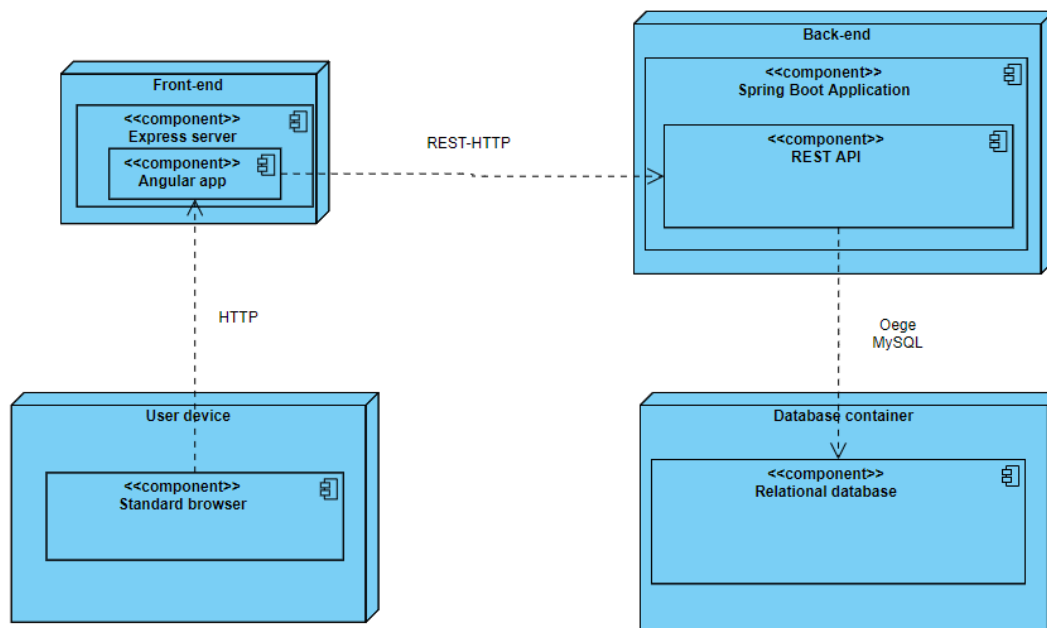 Back-end
<<component>>
Spring Boot Application
<<component>>
REST API
Front-end
<<component>>
Express server
<<component>>
Angular app
REST-HTTP
HTTP
Oege
MySQL
User device
<<component>>
Standard browser
Database container
<<component>>
Relational database